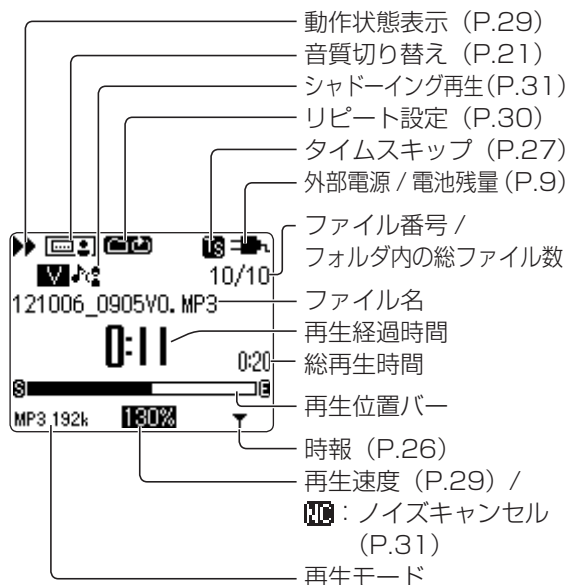 動作状態表示（P.29）
音質切り替え（P.21）
シャドーイング再生（P.31）
リピート設定（P.30）
タイムスキップ（P.27）
外部電源 / 電池残量（P.9）
ファイル番号 /
フォルダ内の総ファイル数
ファイル名
再生経過時間
総再生時間
再生位置バー
時報（P.26）
再生速度（P.29）/
NC：ノイズキャンセル
（P.31）
再生モード
TS
V 10/10
121006_0905V0.MP3
0:11
0:20
S E
MP3 192k 130%